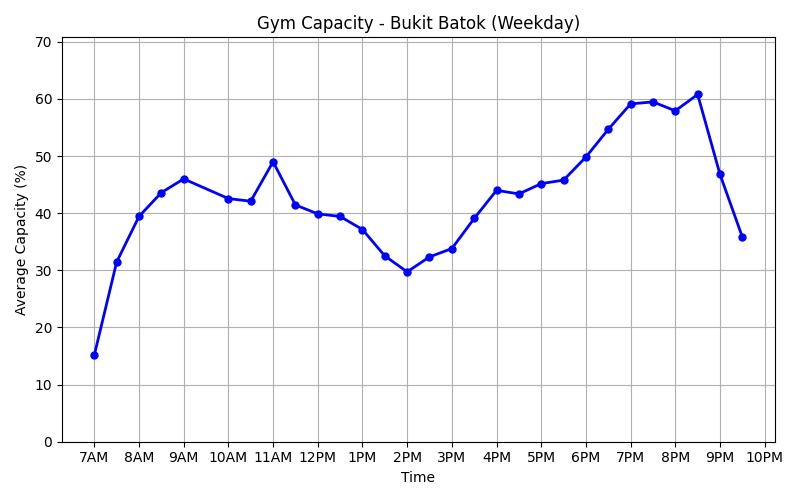 Gym Capacity - Bukit Batok (Weekday)
70
60
50
40
30
20
10
0
Average Capacity (%)
7AM 8AM 9AM 10AM 11AM 12PM 1PM 2PM 3PM 4PM 5PM 6PM 7PM 8PM 9PM 10PM
Time